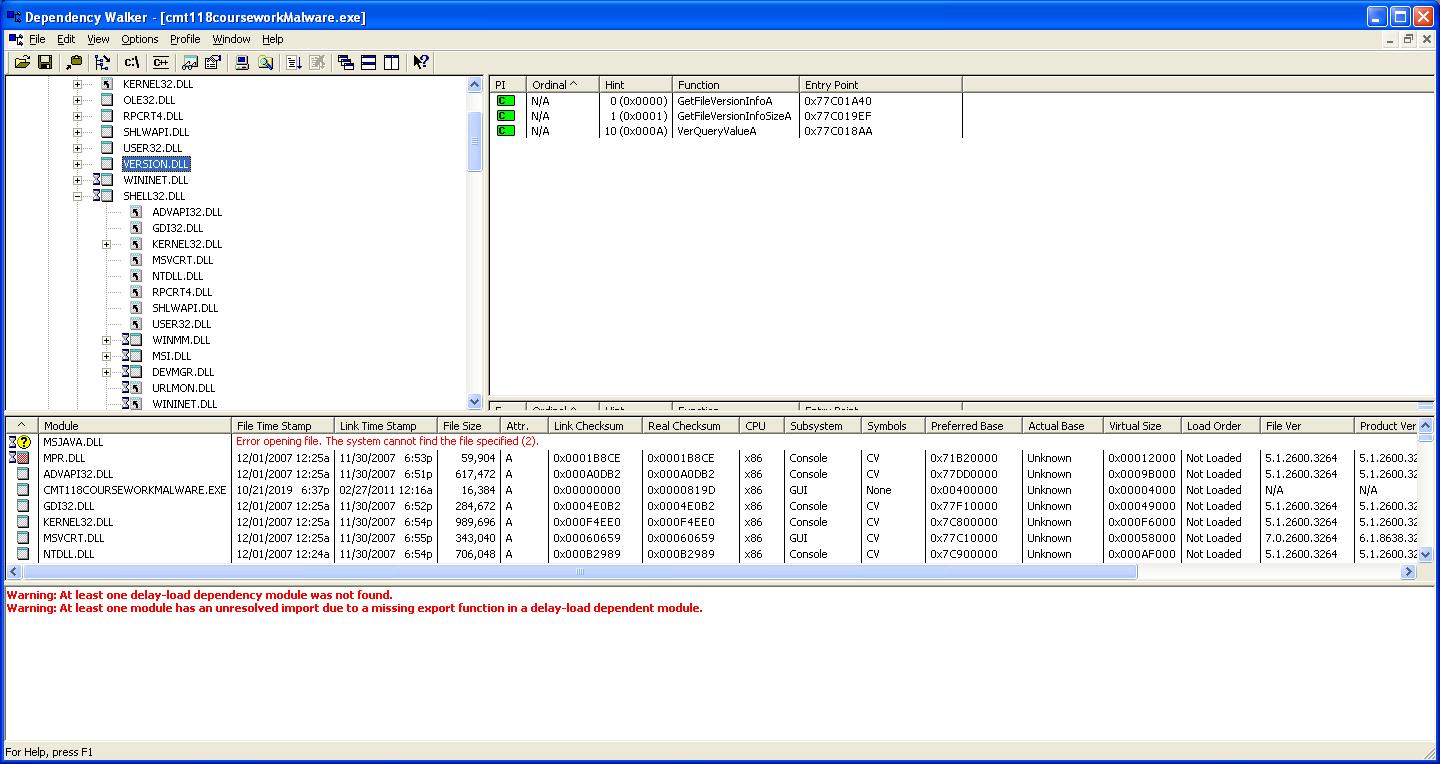 Dependency Walker - [cmt118courseworkMalware.exe]
File Edit View Options Profile Window Help
c:\ C++
KERNEL32.DLL
OLE32.DLL
RPCRT4.DLL
SHLWAPI.DLL
USER32.DLL
VERSION.DLL
WININET.DLL
SHELL32.DLL
ADVAPI32.DLL
GDI32.DLL
KERNEL32.DLL
MSVCRT.DLL
NTDLL.DLL
RPCRT4.DLL
SHLWAPI.DLL
USER32.DLL
WINMM.DLL
MSI.DLL
DEVMGR.DLL
URLMON.DLL
WININET.DLL
PI Ordinal ^ Hint Function Entry Point
C N/A 0 (0x0000) GetFileVersionInfoA 0x77C01A40
C N/A 1 (0x0001) GetFileVersionInfoSizeA 0x77C019EF
C N/A 10 (0x000A) VerQueryValueA 0x77C018AA
E Ordinal ^ Hint Function Entry Point
^ Module File Time Stamp Link Time Stamp File Size Attr. Link Checksum Real Checksum CPU Subsystem Symbols Preferred Base Actual Base Virtual Size Load Order File Ver Product Ver
? MSJAVA.DLL Error opening file. The system cannot find the file specified (2).
MPR.DLL 12/01/2007 12:25a 11/30/2007 6:53p 59,904 A 0x0001B8CE 0x0001B8CE x86 Console CV 0x71B20000 Unknown 0x00012000 Not Loaded 5.1.2600.3264 5.1.2600.32
ADVAPI32.DLL 12/01/2007 12:25a 11/30/2007 6:51p 617,472 A 0x000A0DB2 0x000A0DB2 x86 Console CV 0x77DD0000 Unknown 0x0009B000 Not Loaded 5.1.2600.3264 5.1.2600.32
CMT118COURSEWORKMALWARE.EXE 10/21/2019 6:37p 02/27/2011 12:16a 16,384 A 0x00000000 0x0000819D x86 GUI None 0x00400000 Unknown 0x00004000 Not Loaded N/A N/A
GDI32.DLL 12/01/2007 12:25a 11/30/2007 6:52p 284,672 A 0x0004E0B2 0x0004E0B2 x86 Console CV 0x77F10000 Unknown 0x00049000 Not Loaded 5.1.2600.3264 5.1.2600.32
KERNEL32.DLL 12/01/2007 12:25a 11/30/2007 6:54p 989,696 A 0x000F4EE0 0x000F4EE0 x86 Console CV 0x7C800000 Unknown 0x000F6000 Not Loaded 5.1.2600.3264 5.1.2600.32
MSVCRT.DLL 12/01/2007 12:25a 11/30/2007 6:55p 343,040 A 0x00060659 0x00060659 x86 GUI CV 0x77C10000 Unknown 0x00058000 Not Loaded 7.0.2600.3264 6.1.8638.32
NTDLL.DLL 12/01/2007 12:24a 11/30/2007 6:54p 706,048 A 0x000B2989 0x000B2989 x86 Console CV 0x7C900000 Unknown 0x000AF000 Not Loaded 5.1.2600.3264 5.1.2600.32
Warning: At least one delay-load dependency module was not found.
Warning: At least one module has an unresolved import due to a missing export function in a delay-load dependent module.
For Help, press F1